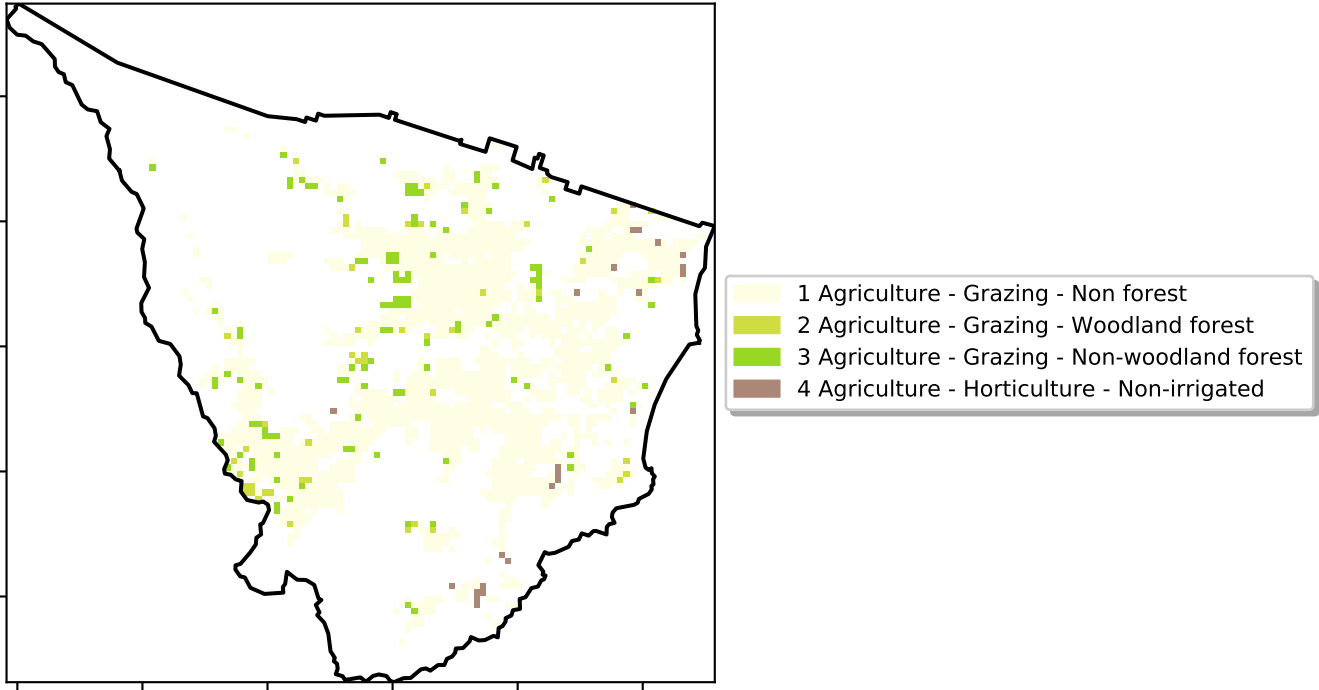 1 Agriculture - Grazing - Non forest
2 Agriculture - Grazing - Woodland forest
3 Agriculture - Grazing - Non-woodland forest
4 Agriculture - Horticulture - Non-irrigated